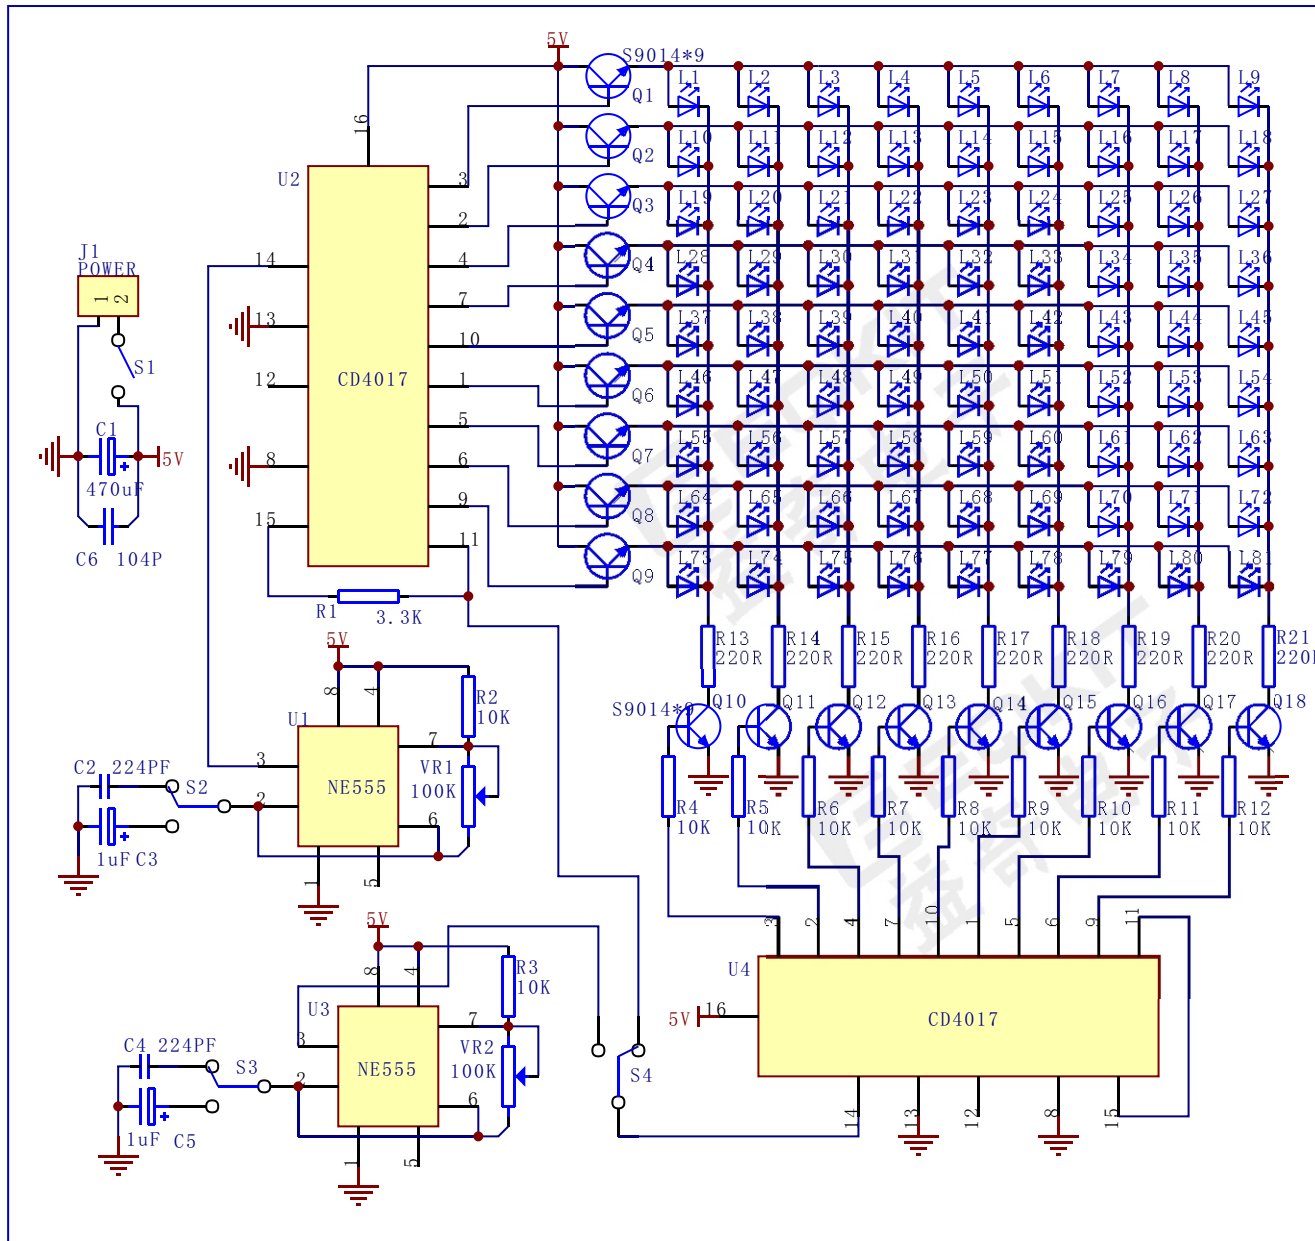 5V
S9014*9
L1 L2 L3 L4 L5 L6 L7 L8 L9
Q1
16
L10 L11 L12 L13 L14 L15 L16 L17 L18
Q2
U2
3
L19 L20 L21 L22 L23 L24 L25 L26 L27
Q3
2
J1
POWER
1 2
14
4
L28 L29 L30 L31 L32 L33 L34 L35 L36
Q4
7
13
L37 L38 L39 L40 L41 L42 L43 L44 L45
Q5
10
S1
12
CD4017
1
L46 L47 L48 L49 L50 L51 L52 L53 L54
Q6
C1
5
L55 L56 L57 L58 L59 L60 L61 L62 L63
Q7
5V
8
6
470uF
L64 L65 L66 L67 L68 L69 L70 L71 L72
Q8
9
15
11
C6 104P
L73 L74 L75 L76 L77 L78 L79 L80 L81
Q9
R1
3.3K
5V
R13 R14 R15 R16 R17 R18 R19 R20 R21
220R 220R 220R 220R 220R 220R 220R 220R 220R
8
4
R2
10K
U1
S9014*9
Q10 Q11 Q12 Q13 Q14 Q15 Q16 Q17 Q18
3
7
C2 224PF
S2
VR1
100K
NE555
2
6
1uF C3
1
5
R4 R5 R6 R7 R8 R9 R10 R11 R12
10K 10K 10K 10K 10K 10K 10K 10K 10K
3 2 4 7 10 1 5 6 9 11
5V
8
4
R3
10K
U4
U3
3
7
5V
16
CD4017
C4 224PF
S3
VR2
100K
NE555
2
6
S4
1uF C5
1
5
14 13 12 8 15